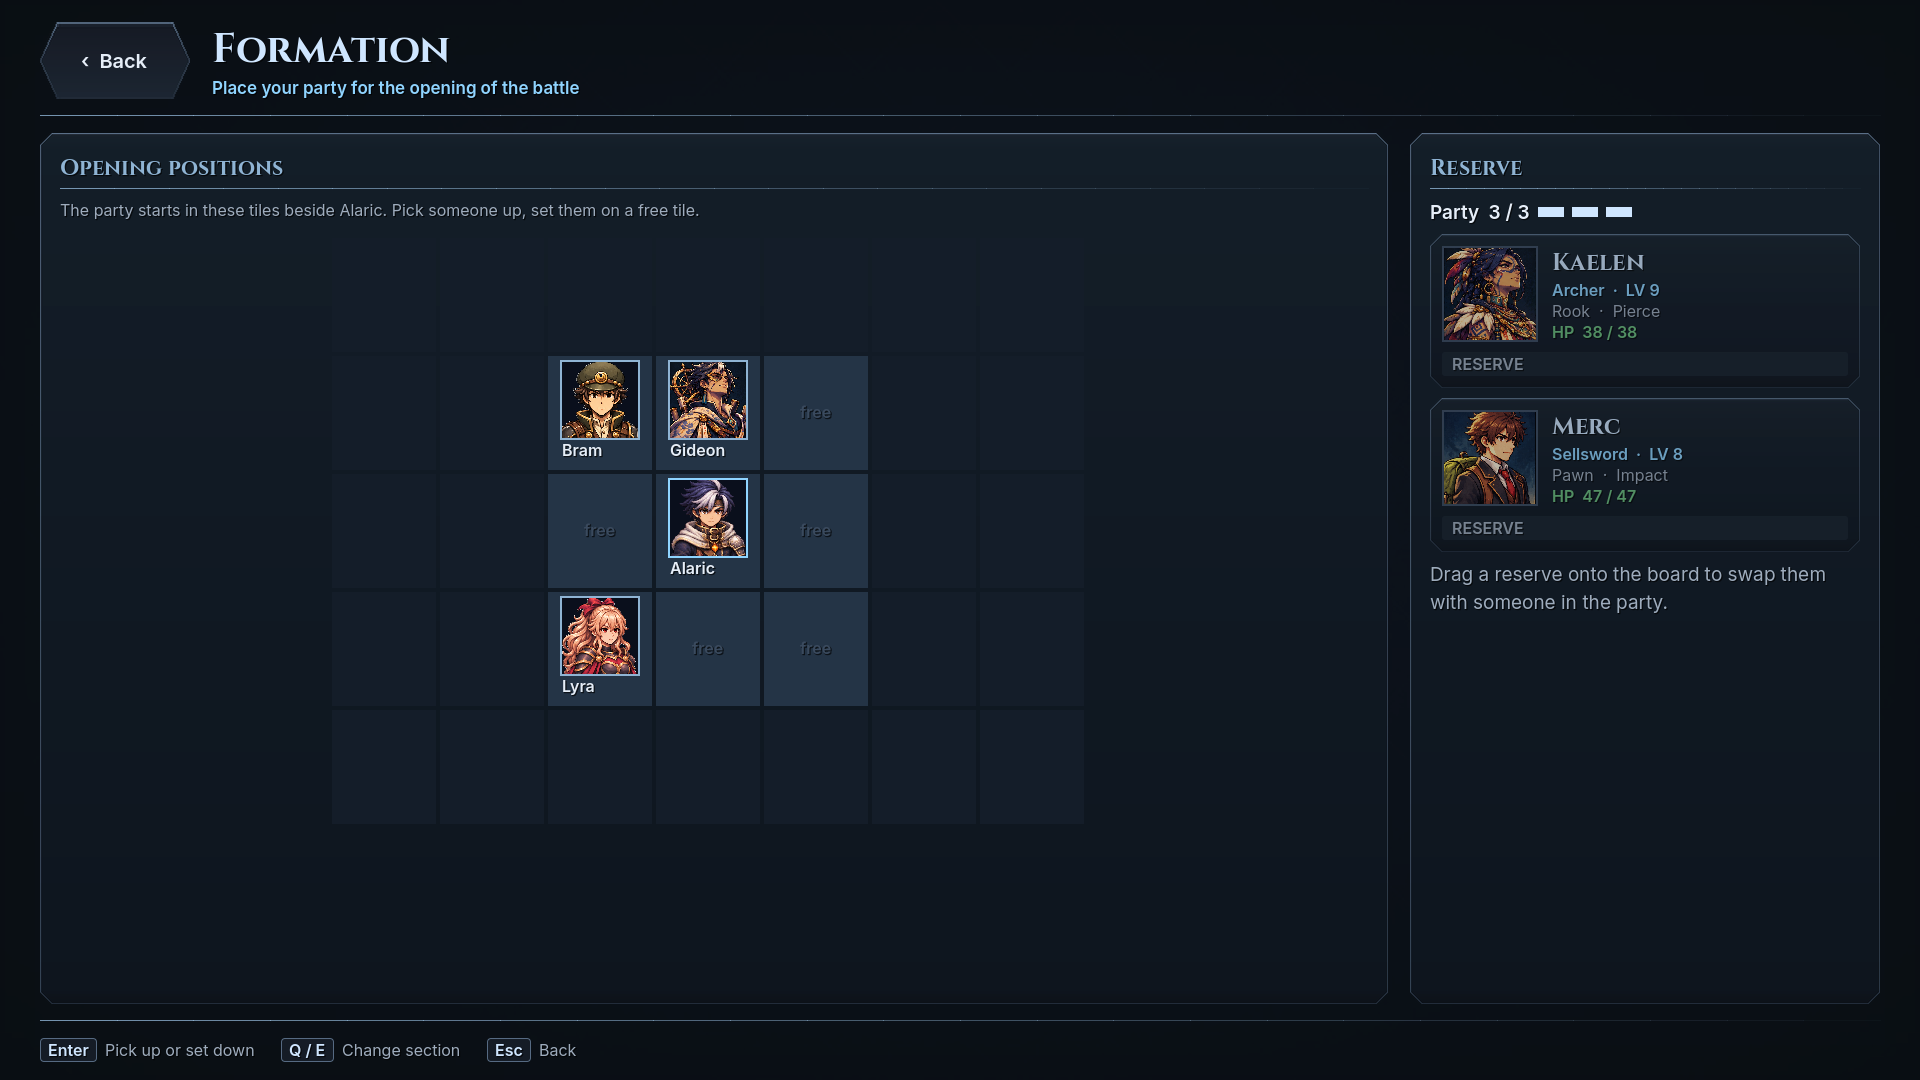 ‹ Back
Formation
Place your party for the opening of the battle
Opening positions
The party starts in these tiles beside Alaric. Pick someone up, set them on a free tile.
Bram
Gideon
free
free
Alaric
free
Lyra
free
free
Reserve
Party 3 / 3
Kaelen
Archer · LV 9
Rook · Pierce
HP 38 / 38
RESERVE
Merc
Sellsword · LV 8
Pawn · Impact
HP 47 / 47
RESERVE
Drag a reserve onto the board to swap them
with someone in the party.
Enter Pick up or set down Q / E Change section Esc Back